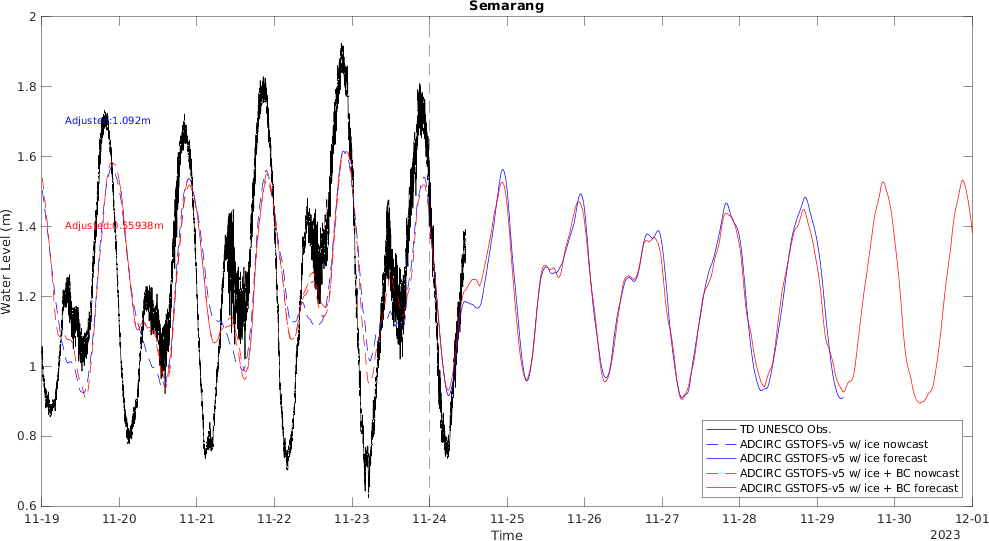 Semarang
Water Level (m)
2
1.8
1.6
1.4
1.2
1
0.8
0.6
Adjusted:1.092m
Adjusted:0.55938m
TD UNESCO Obs.
ADCIRC GSTOFS-v5 w/ ice nowcast
ADCIRC GSTOFS-v5 w/ ice forecast
ADCIRC GSTOFS-v5 w/ ice + BC nowcast
ADCIRC GSTOFS-v5 w/ ice + BC forecast
11-19 11-20 11-21 11-22 11-23 11-24 11-25 11-26 11-27 11-28 11-29 11-30 12-01
Time
2023